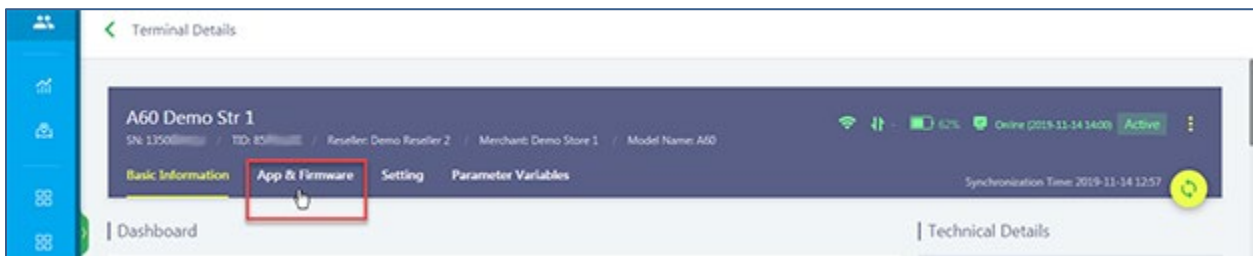 Terminal Details
A60 Demo Str 1
SN: 13500 / TID: 85 / Reseller: Demo Reseller 2 / Merchant: Demo Store 1 / Model Name: A60
62% Online (2019-11-14 14:00) Active
Basic Information App & Firmware Setting Parameter Variables
Synchronization Time: 2019-11-14 12:57
Dashboard Technical Details